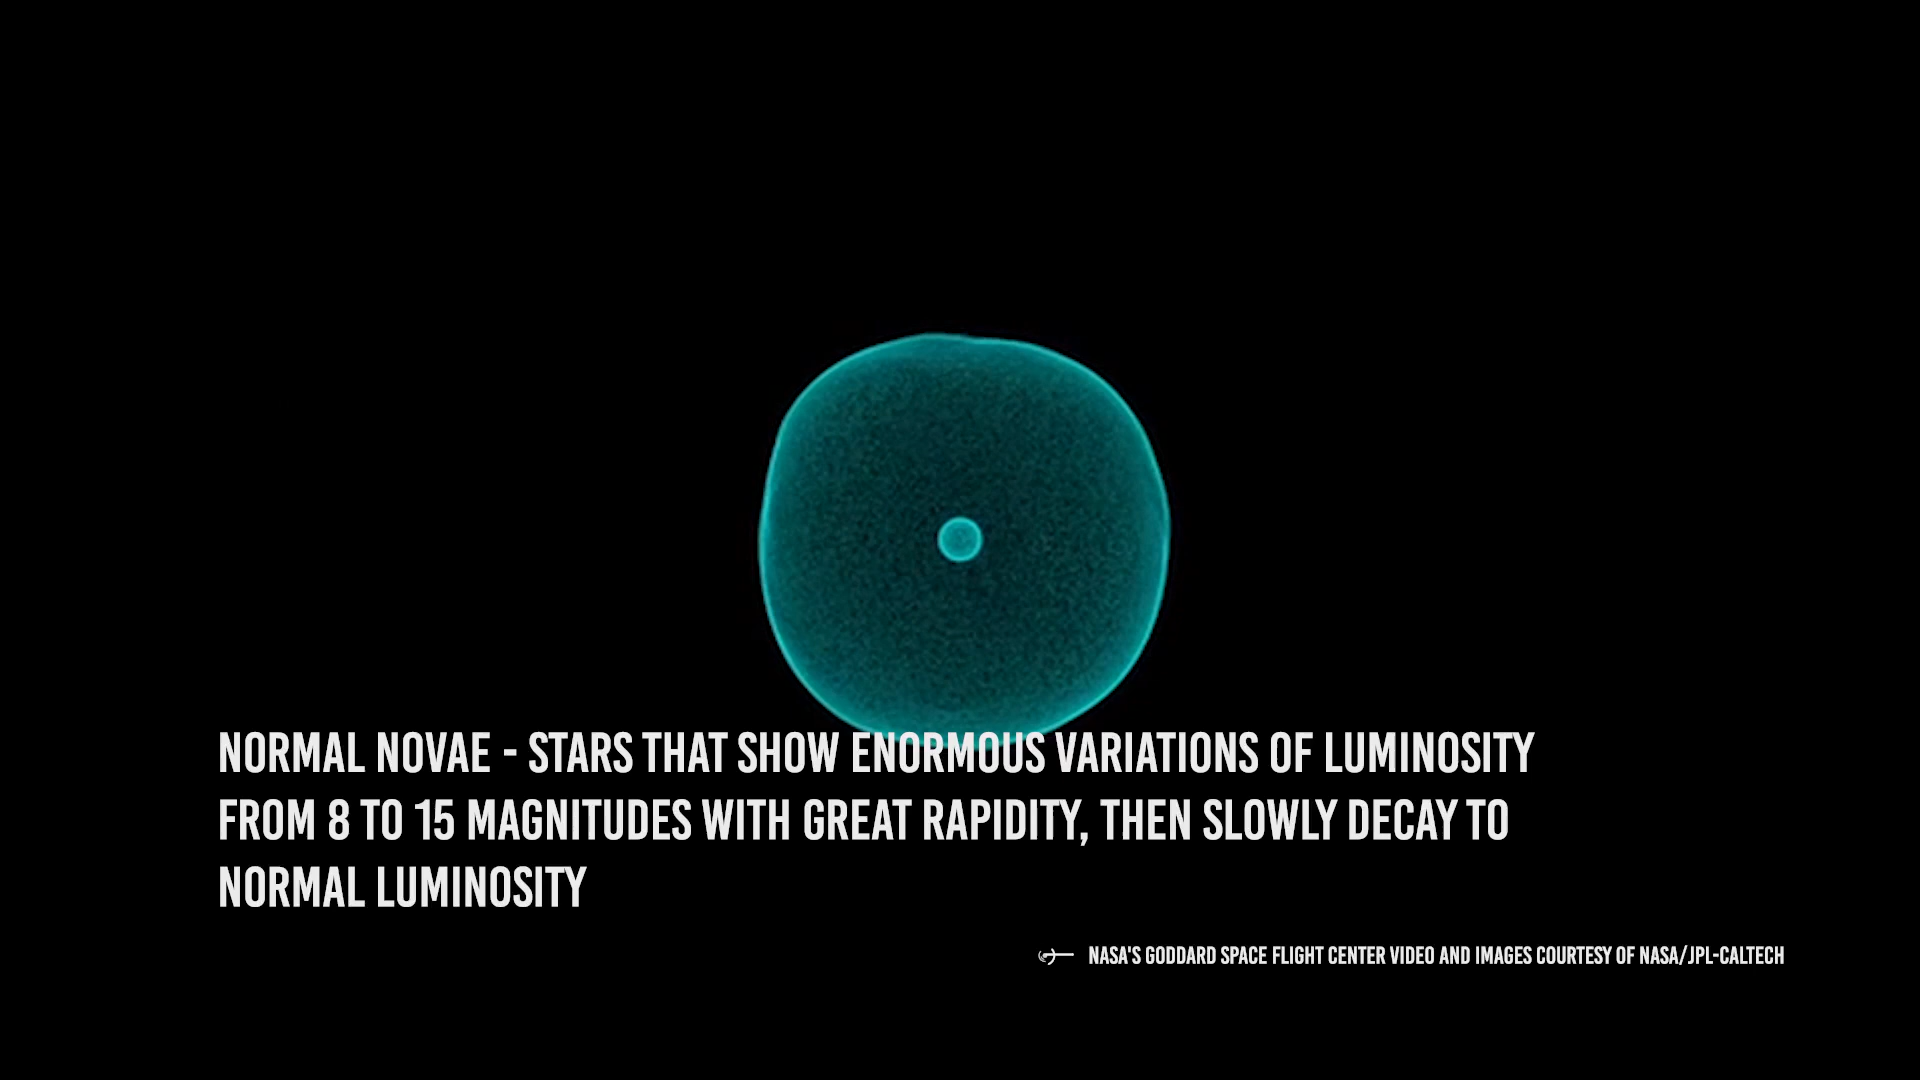 NORMAL NOVAE - STARS THAT SHOW ENORMOUS VARIATIONS OF LUMINOSITY
FROM 8 TO 15 MAGNITUDES WITH GREAT RAPIDITY, THEN SLOWLY DECAY TO
NORMAL LUMINOSITY
NASA'S GODDARD SPACE FLIGHT CENTER VIDEO AND IMAGES COURTESY OF NASA/JPL-CALTECH